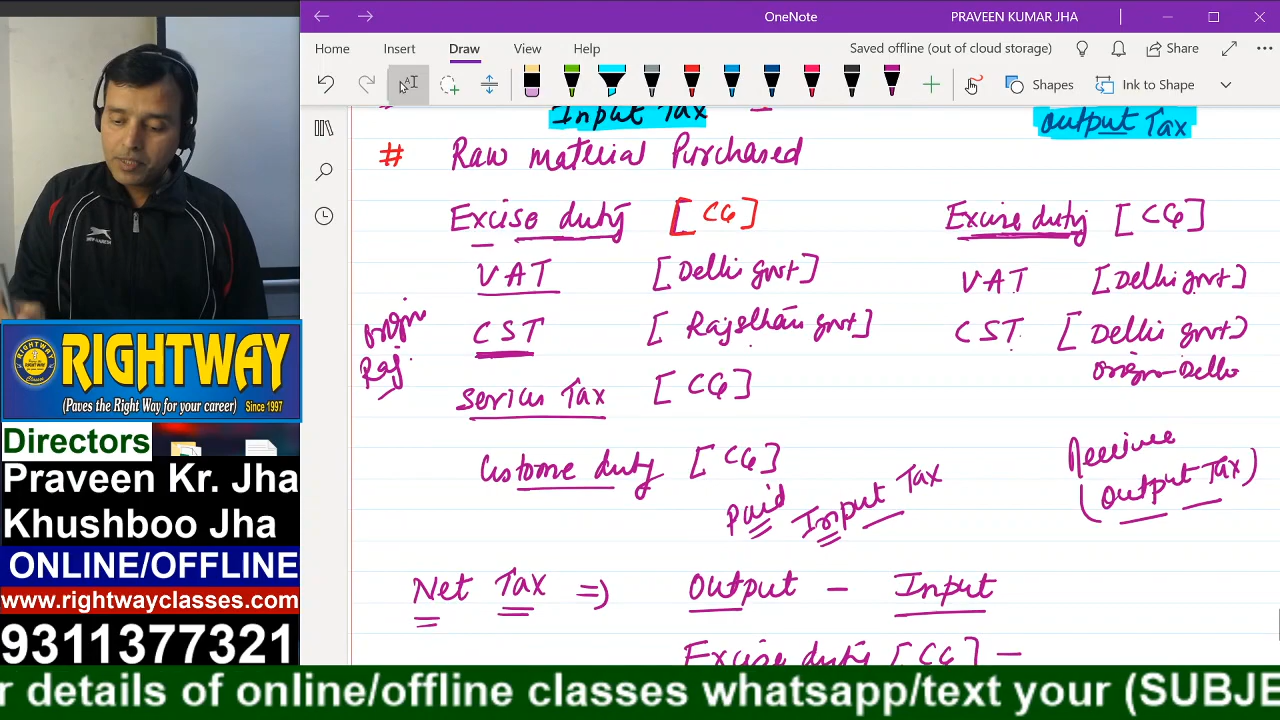 OneNote
PRAVEEN KUMAR JHA
Home Insert Draw View Help
Saved offline (out of cloud storage)
Share
Shapes
Ink to Shape
Input Tax
Output Tax
# Raw material Purchased
Excise duty [CG]
Excise duty [CG]
VAT [Delhi govt]
VAT [Delhi govt]
origin
Raj
CST [Rajsthan govt]
CST [Delhi govt)
origin-Delhi
Service Tax [CG]
Custome duty [CG]
Paid
Input Tax
Receive
(Output Tax)
Net Tax => Output - Input
Excise duty [CG] -
RIGHTWAY
(Paves the Right Way for your career) Since 1997
Directors
Praveen Kr. Jha
Khushboo Jha
ONLINE/OFFLINE
www.rightwayclasses.com
9311377321
r details of online/offline classes whatsapp/text your (SUBJE